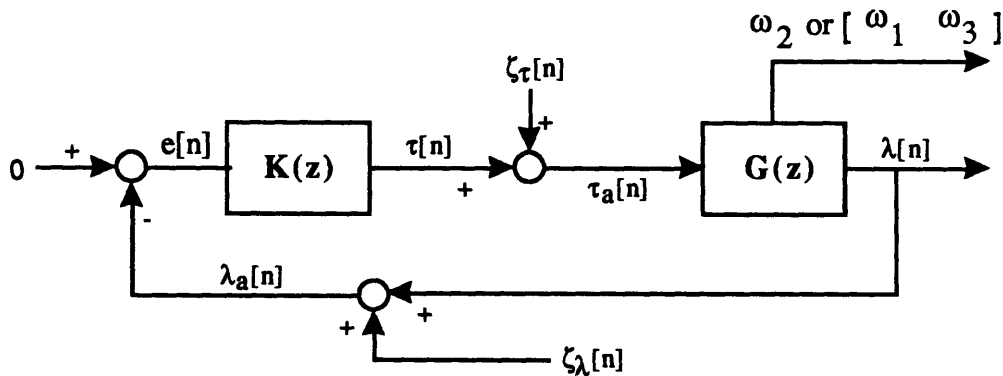 ω₂ or [ ω₁ ω₃ ]
ζτ[n]
+
0 + e[n] K(z) τ[n] + τₐ[n] G(z) λ[n]
-
λₐ[n]
+ +
ζλ[n]